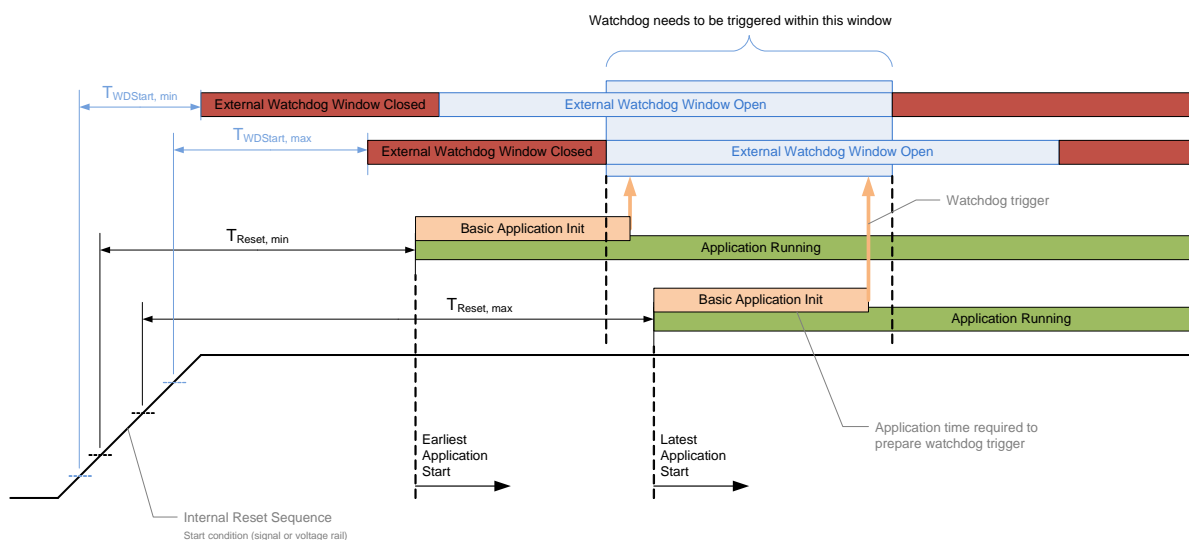 Watchdog needs to be triggered within this window
TWDStart, min
External Watchdog Window Closed
External Watchdog Window Open
TWDStart, max
External Watchdog Window Closed
External Watchdog Window Open
Watchdog trigger
Basic Application Init
TReset, min
Application Running
Basic Application Init
TReset, max
Application Running
Application time required to
prepare watchdog trigger
Earliest
Application
Start
Latest
Application
Start
Internal Reset Sequence
Start condition (signal or voltage rail)